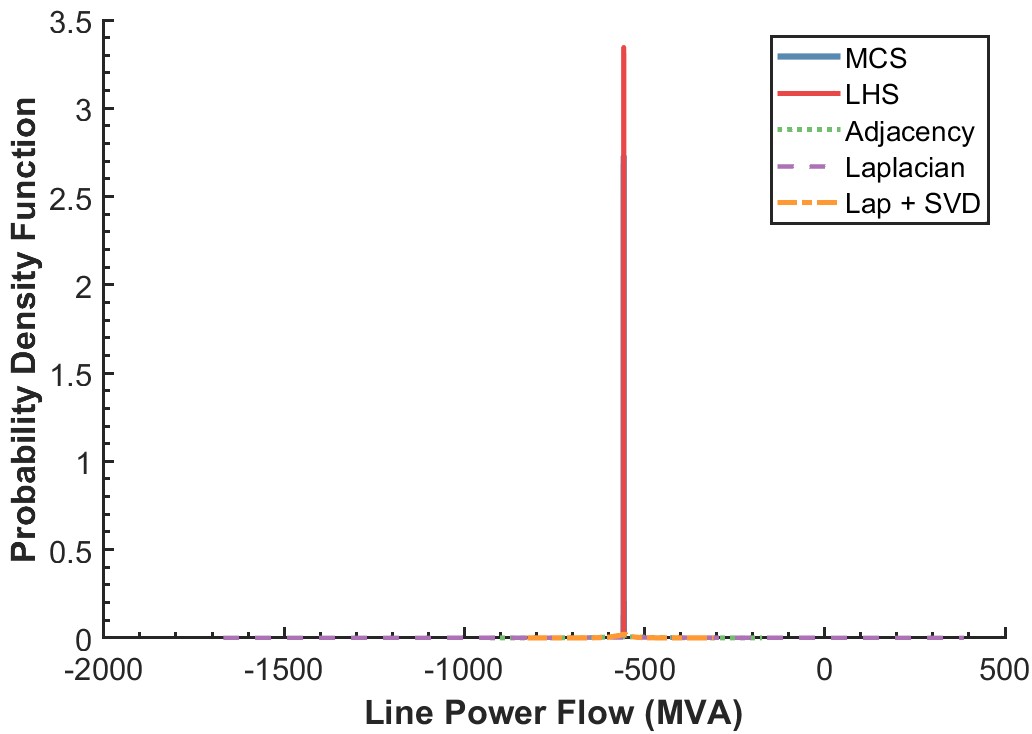 3.5
3
2.5
2
1.5
1
0.5
0
Probability Density Function
-2000
-1500
-1000
-500
0
500
Line Power Flow (MVA)
MCS
LHS
Adjacency
Laplacian
Lap + SVD